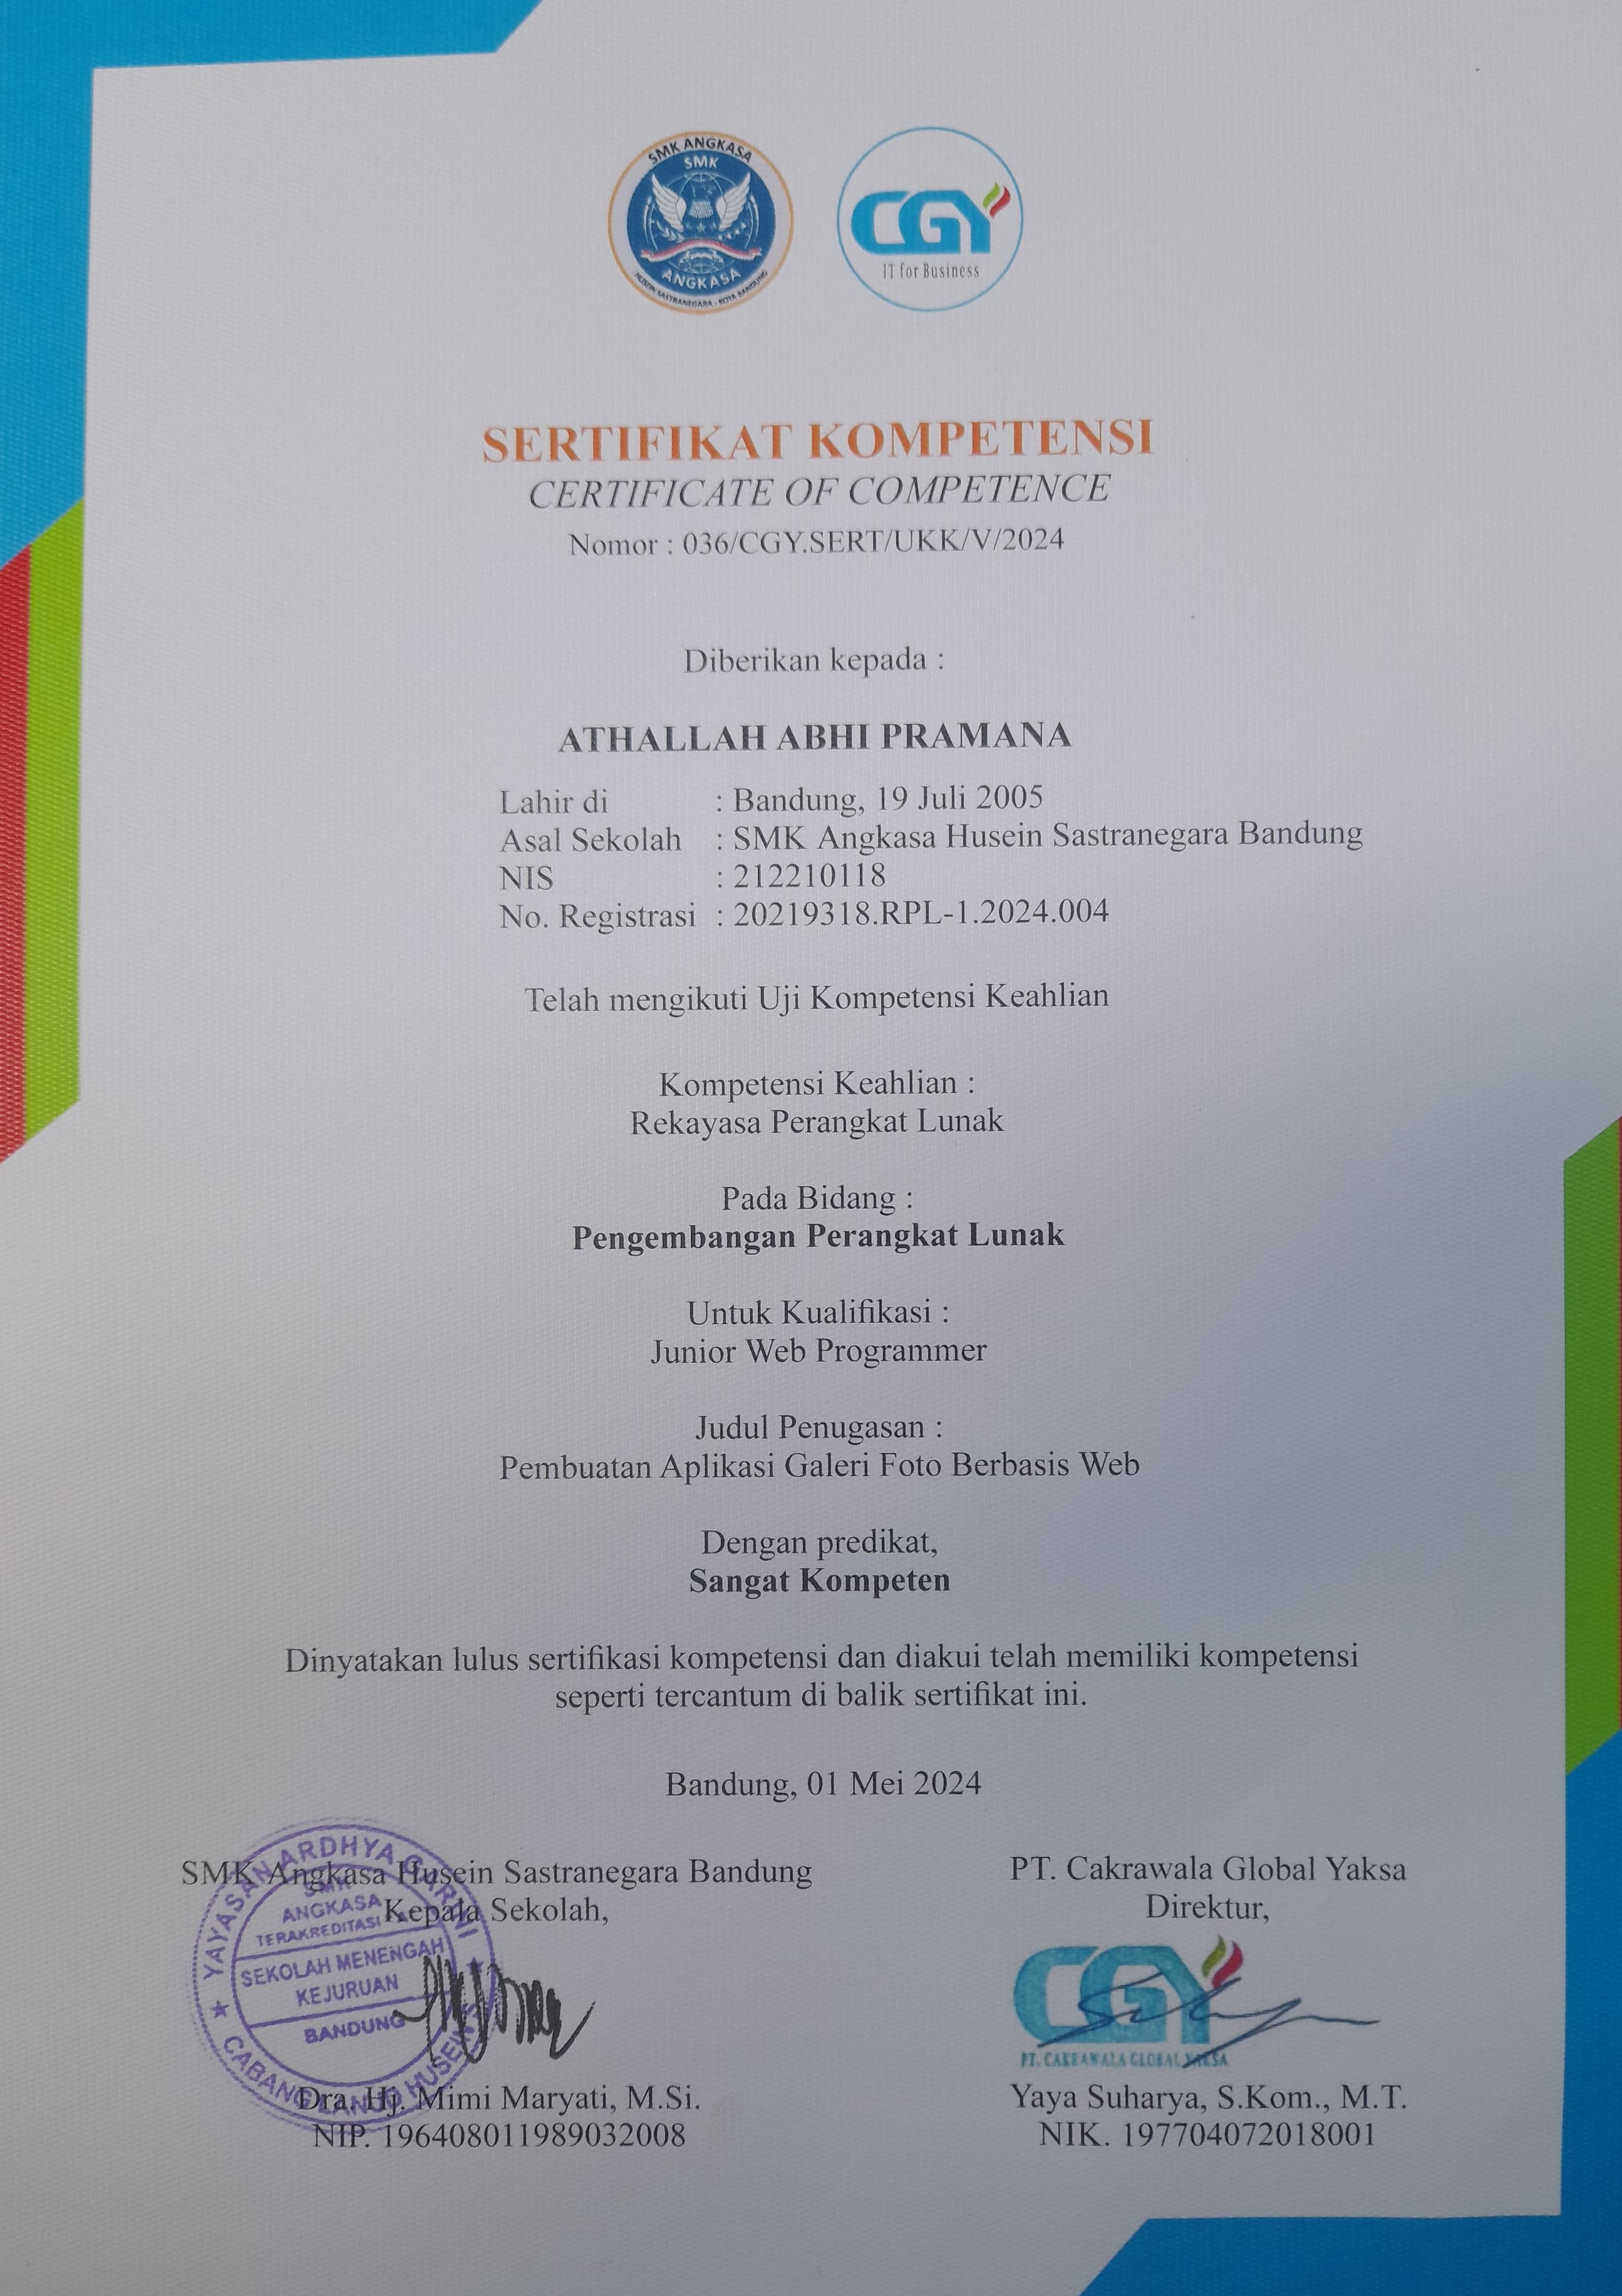 SMK ANGKASA
SMK
ANGKASA
HUSEIN SASTRANEGARA - KOTA BANDUNG
CGY
IT for Business
SERTIFIKAT KOMPETENSI
CERTIFICATE OF COMPETENCE
Nomor : 036/CGY.SERT/UKK/V/2024
Diberikan kepada :
ATHALLAH ABHI PRAMANA
Lahir di : Bandung, 19 Juli 2005
Asal Sekolah : SMK Angkasa Husein Sastranegara Bandung
NIS : 212210118
No. Registrasi : 20219318.RPL-1.2024.004
Telah mengikuti Uji Kompetensi Keahlian
Kompetensi Keahlian :
Rekayasa Perangkat Lunak
Pada Bidang :
Pengembangan Perangkat Lunak
Untuk Kualifikasi :
Junior Web Programmer
Judul Penugasan :
Pembuatan Aplikasi Galeri Foto Berbasis Web
Dengan predikat,
Sangat Kompeten
Dinyatakan lulus sertifikasi kompetensi dan diakui telah memiliki kompetensi
seperti tercantum di balik sertifikat ini.
Bandung, 01 Mei 2024
SMK Angkasa Husein Sastranegara Bandung
Kepala Sekolah,
YAYASAN ARDHYA GARINI
SMK
ANGKASA
TERAKREDITASI
SEKOLAH MENENGAH
KEJURUAN
BANDUNG
CABANG LANUD HUSEIN S
Dra. Hj. Mimi Maryati, M.Si.
NIP. 196408011989032008
PT. Cakrawala Global Yaksa
Direktur,
CGY
PT. CAKRAWALA GLOBAL YAKSA
Yaya Suharya, S.Kom., M.T.
NIK. 197704072018001